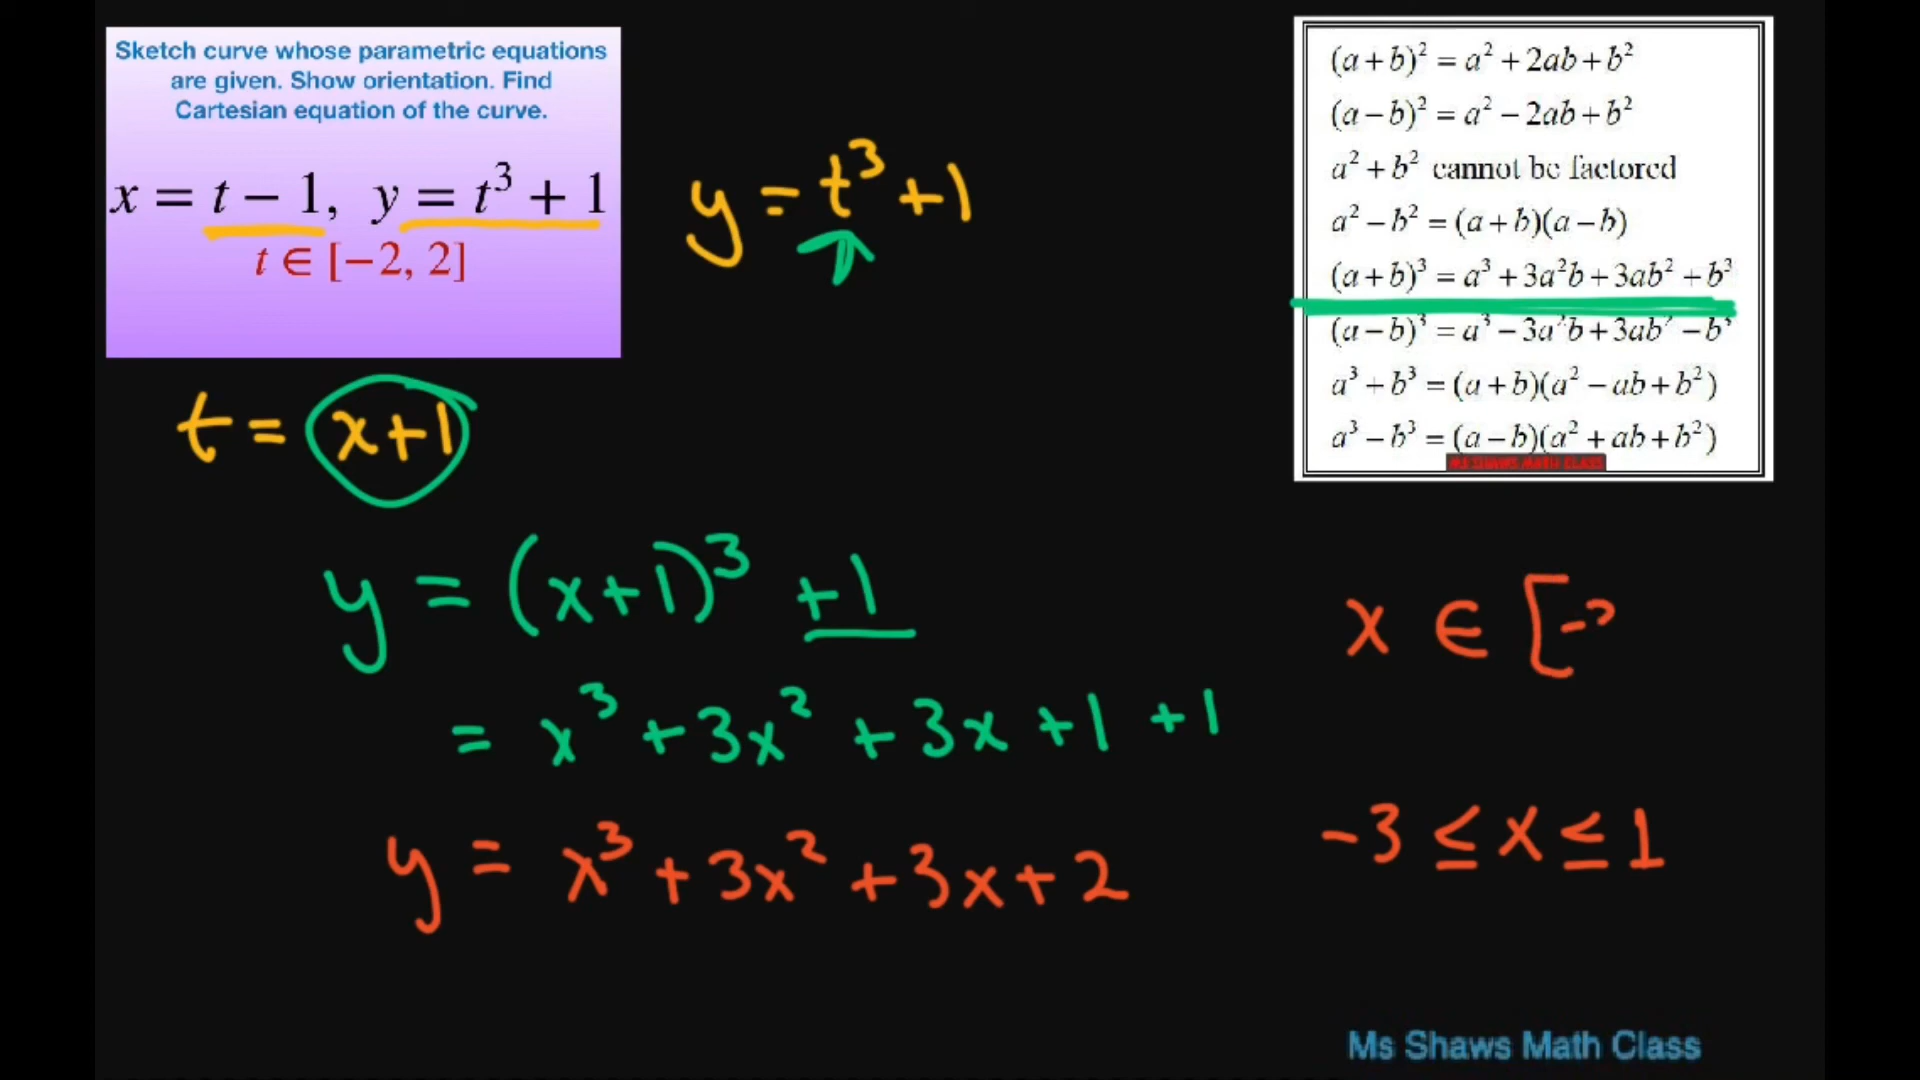 Sketch curve whose parametric equations
are given. Show orientation. Find
Cartesian equation of the curve.
x = t − 1, y = t³ + 1
t ∈ [−2, 2]
y = t³ + 1
t = x+1
y = (x+1)³ +1
= x³ + 3x² + 3x + 1 + 1
y = x³ + 3x² + 3x + 2
(a+b)² = a² + 2ab + b²
(a−b)² = a² − 2ab + b²
a² + b² cannot be factored
a² − b² = (a+b)(a−b)
(a+b)³ = a³ + 3a²b + 3ab² + b³
(a−b)³ = a³ − 3a²b + 3ab² − b³
a³ + b³ = (a+b)(a² − ab + b²)
a³ − b³ = (a−b)(a² + ab + b²)
MS SHAWS MATH CLASS
x ∈ [-
-3 ≤ x ≤ 1
Ms Shaws Math Class